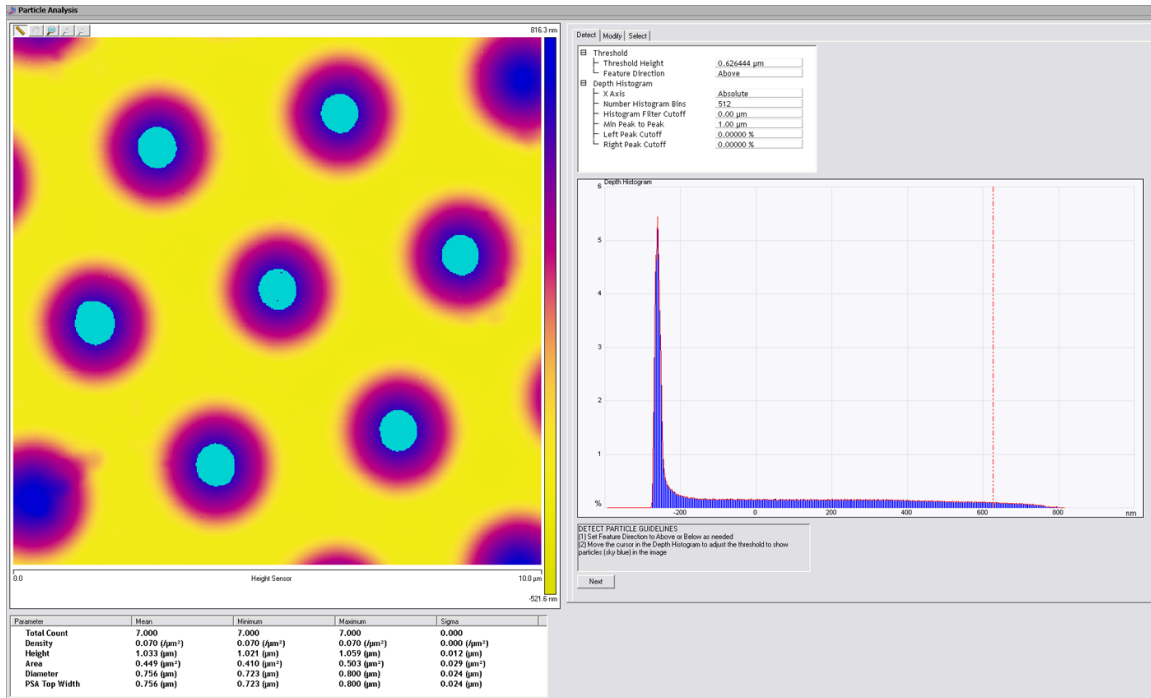 Particle Analysis
816.3 nm
0.0 Height Sensor 10.0 µm
-521.6 nm
Detect Modify Select
Threshold
Threshold Height 0.626444 µm
Feature Direction Above
Depth Histogram
X Axis Absolute
Number Histogram Bins 512
Histogram Filter Cutoff 0.00 µm
Min Peak to Peak 1.00 µm
Left Peak Cutoff 0.00000 %
Right Peak Cutoff 0.00000 %
Depth Histogram
6
5
4
3
2
1
%
-200 0 200 400 600 800 nm
DETECT PARTICLE GUIDELINES
(1) Set Feature Direction to Above or Below as needed
(2) Move the cursor in the Depth Histogram to adjust the threshold to show
particles (sky blue) in the image
Next
Parameter Mean Minimum Maximum Sigma
Total Count 7.000 7.000 7.000 0.000
Density 0.070 (/µm²) 0.070 (/µm²) 0.070 (/µm²) 0.000 (/µm²)
Height 1.033 (µm) 1.021 (µm) 1.059 (µm) 0.012 (µm)
Area 0.449 (µm²) 0.410 (µm²) 0.503 (µm²) 0.029 (µm²)
Diameter 0.756 (µm) 0.723 (µm) 0.800 (µm) 0.024 (µm)
PSA Top Width 0.756 (µm) 0.723 (µm) 0.800 (µm) 0.024 (µm)